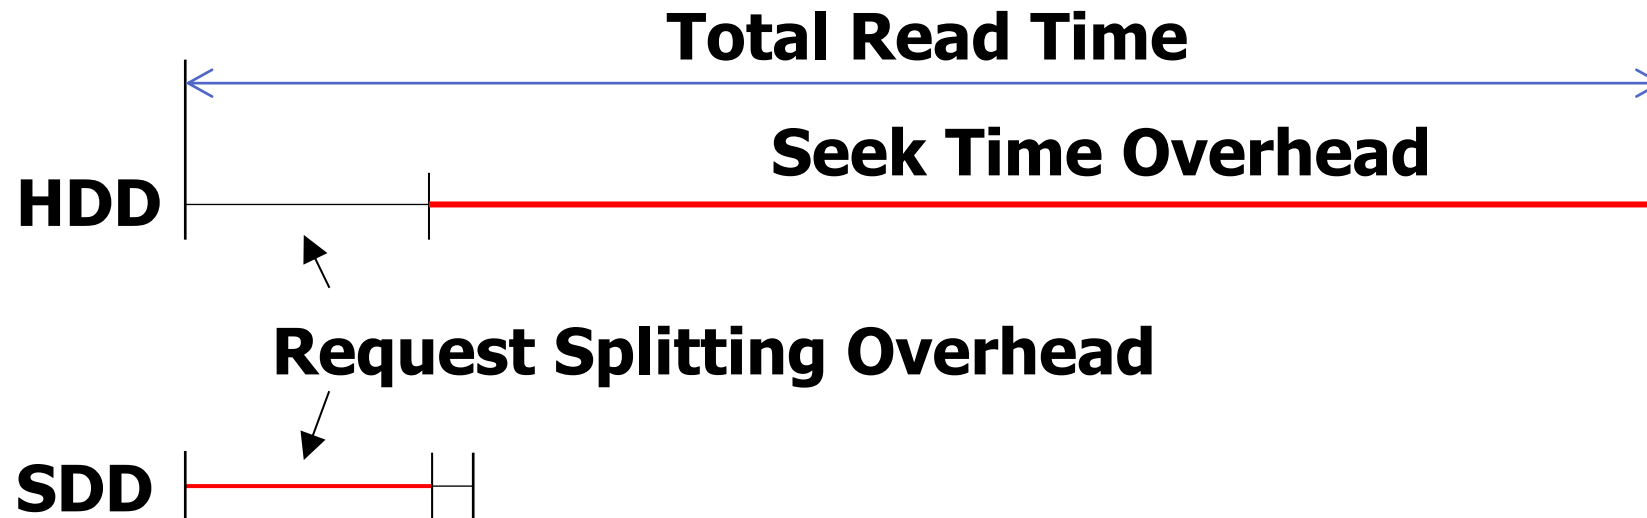 Total Read Time
Seek Time Overhead
HDD
Request Splitting Overhead
SDD